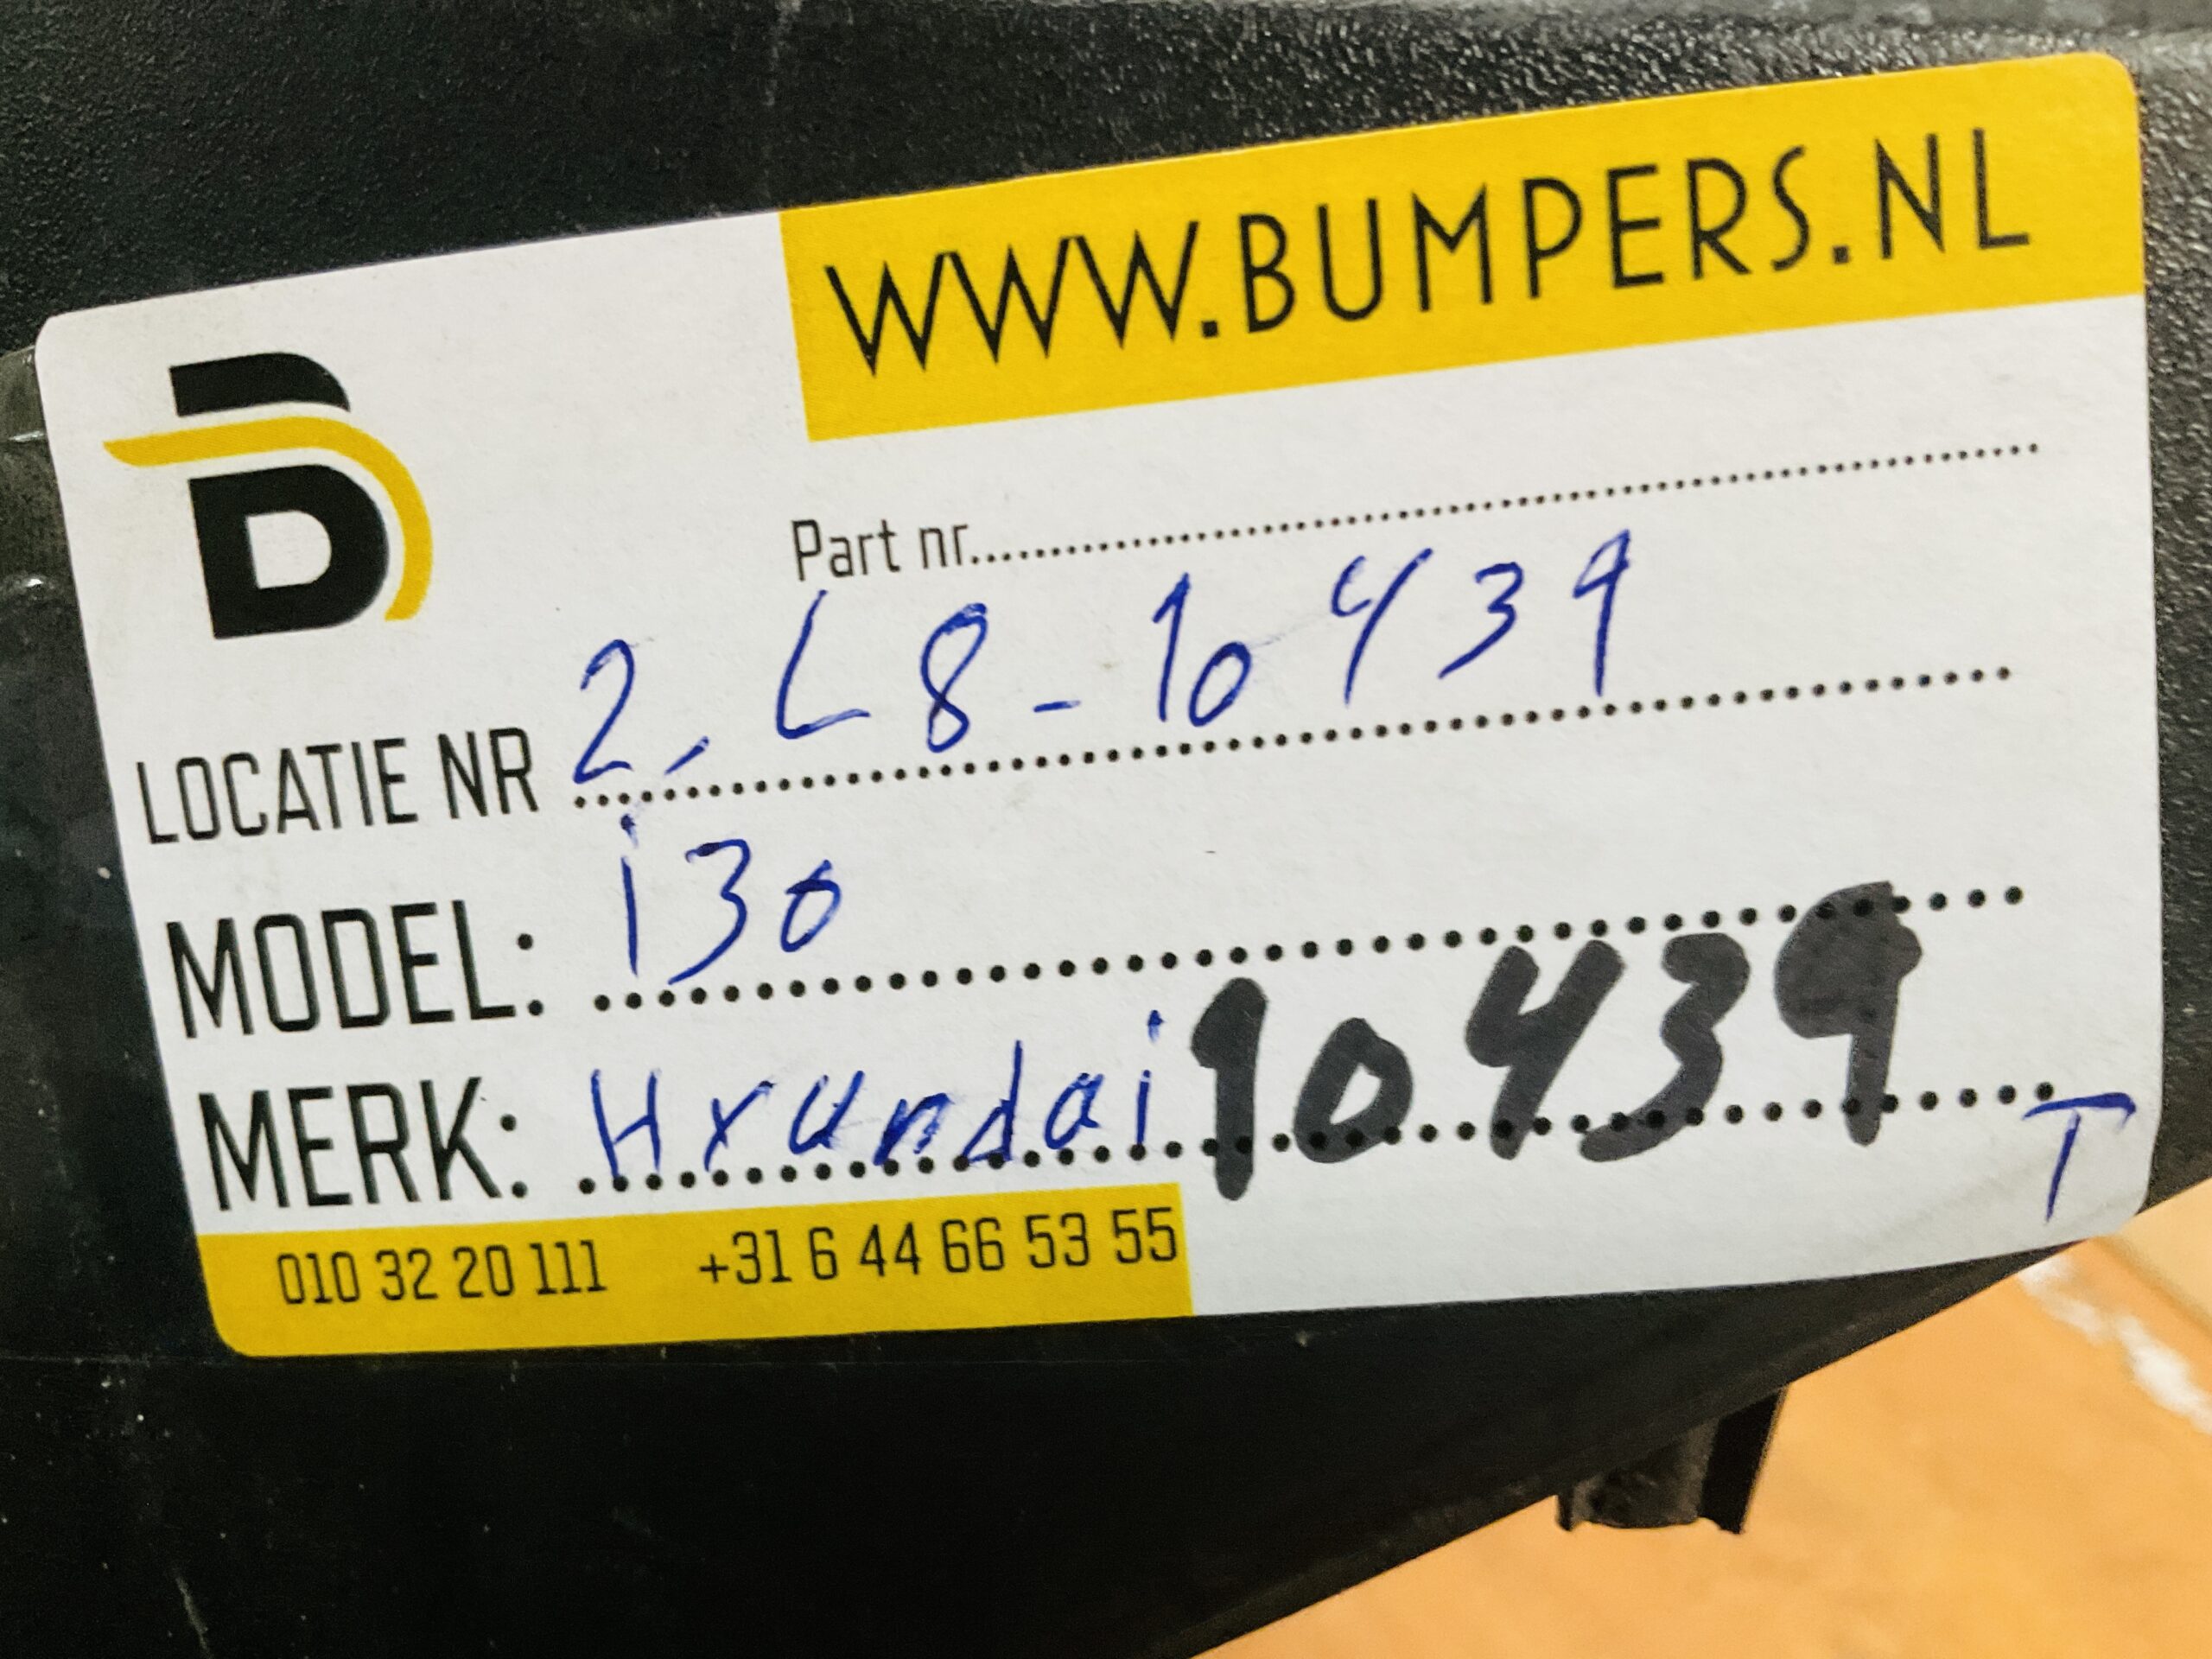 WWW.BUMPERS.NL
B
Part nr...............................................
LOCATIE NR 2, L8-10439
MODEL: i30
MERK: Hyundai 10439
T
010 32 20 111 +31 6 44 66 53 55